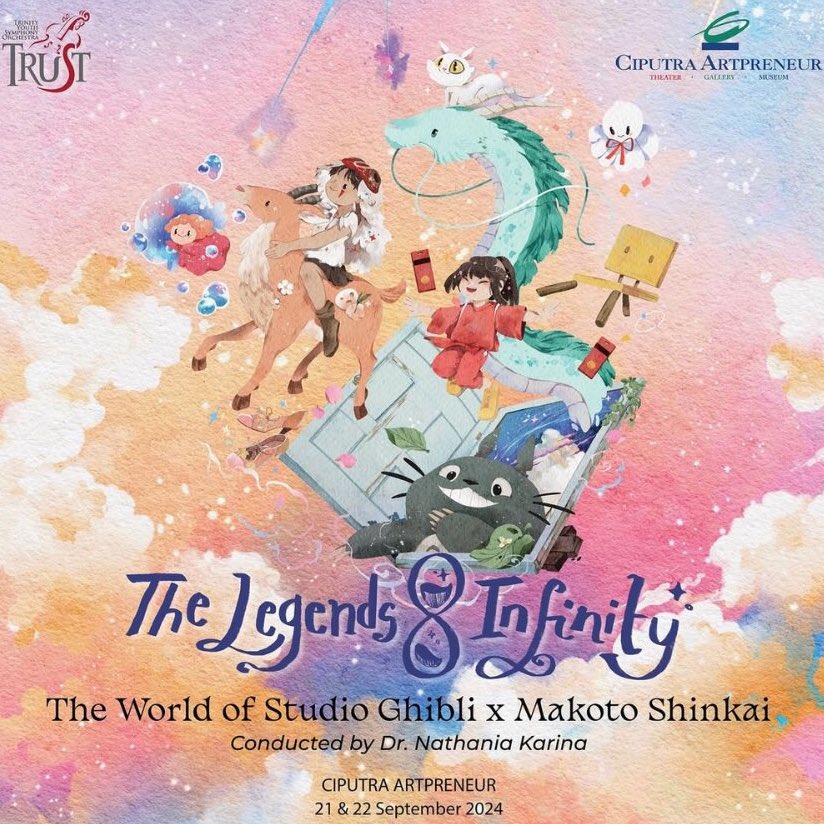 TRINITY
YOUTH
SYMPHONY
ORCHESTRA
TRUST
CIPUTRA ARTPRENEUR
THEATER • GALLERY • MUSEUM
The Legends 8 Infinity
The World of Studio Ghibli x Makoto Shinkai
Conducted by Dr. Nathania Karina
CIPUTRA ARTPRENEUR
21 & 22 September 2024